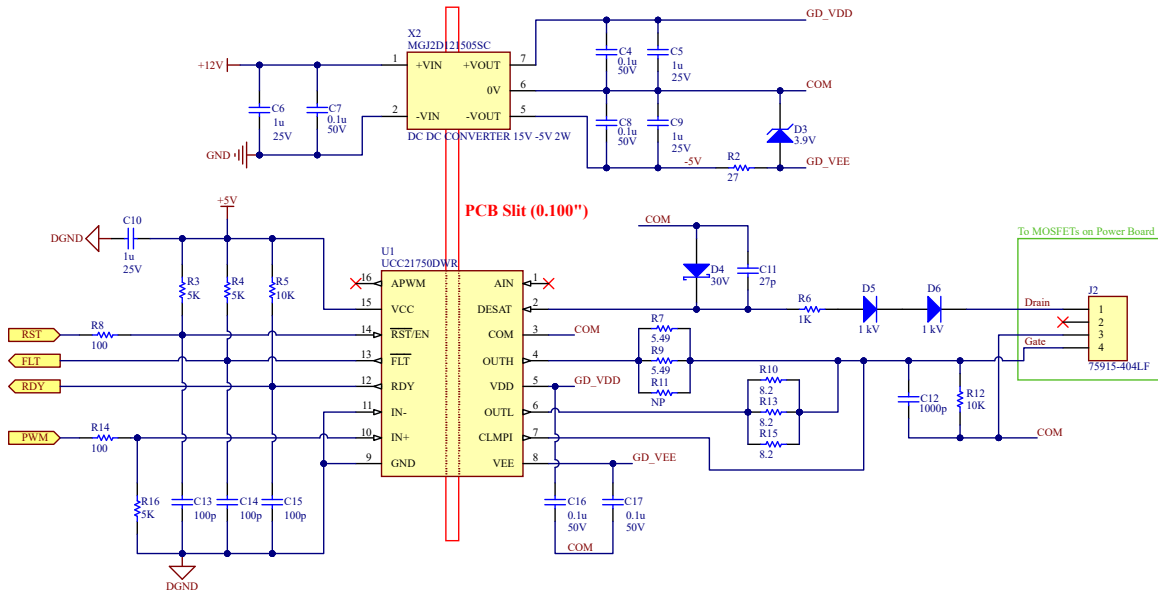 GD_VDD
X2
MGJ2D121505SC
+12V
1
+VIN
+VOUT
7
C4
0.1u
50V
C5
1u
25V
0V
6
COM
C6
1u
25V
C7
0.1u
50V
2
-VIN
-VOUT
5
C8
0.1u
50V
C9
1u
25V
D3
3.9V
DC DC CONVERTER 15V -5V 2W
GND
-5V
R2
27
GD_VEE
+5V
PCB Slit (0.100")
C10
DGND
1u
25V
COM
To MOSFETs on Power Board
U1
UCC21750DWR
R3
5K
R4
5K
R5
10K
16
APWM
AIN
1
D4
30V
C11
27p
15
VCC
DESAT
2
R6
1K
D5
1 kV
D6
1 kV
Drain
J2
1
2
3
4
75915-404LF
Gate
RST
R8
100
14
RST/EN
COM
3
COM
R7
5.49
FLT
13
FLT
OUTH
4
R9
5.49
RDY
12
RDY
VDD
5
GD_VDD
R11
NP
R10
8.2
11
IN-
OUTL
6
R13
8.2
C12
1000p
R12
10K
PWM
R14
100
10
IN+
CLMPI
7
R15
8.2
COM
9
GND
VEE
8
GD_VEE
R16
5K
C13
100p
C14
100p
C15
100p
C16
0.1u
50V
C17
0.1u
50V
COM
DGND